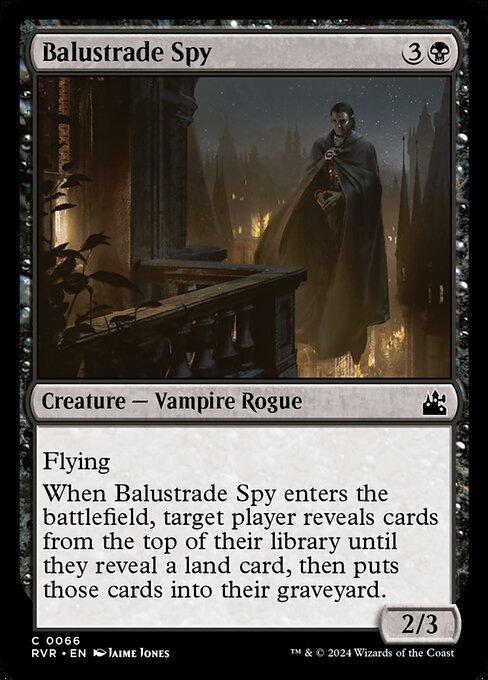 Balustrade Spy 3
Creature — Vampire Rogue
Flying
When Balustrade Spy enters the
battlefield, target player reveals cards
from the top of their library until
they reveal a land card, then puts
those cards into their graveyard.
2/3
C 0066
RVR • EN Jaime Jones
™ & © 2024 Wizards of the Coast